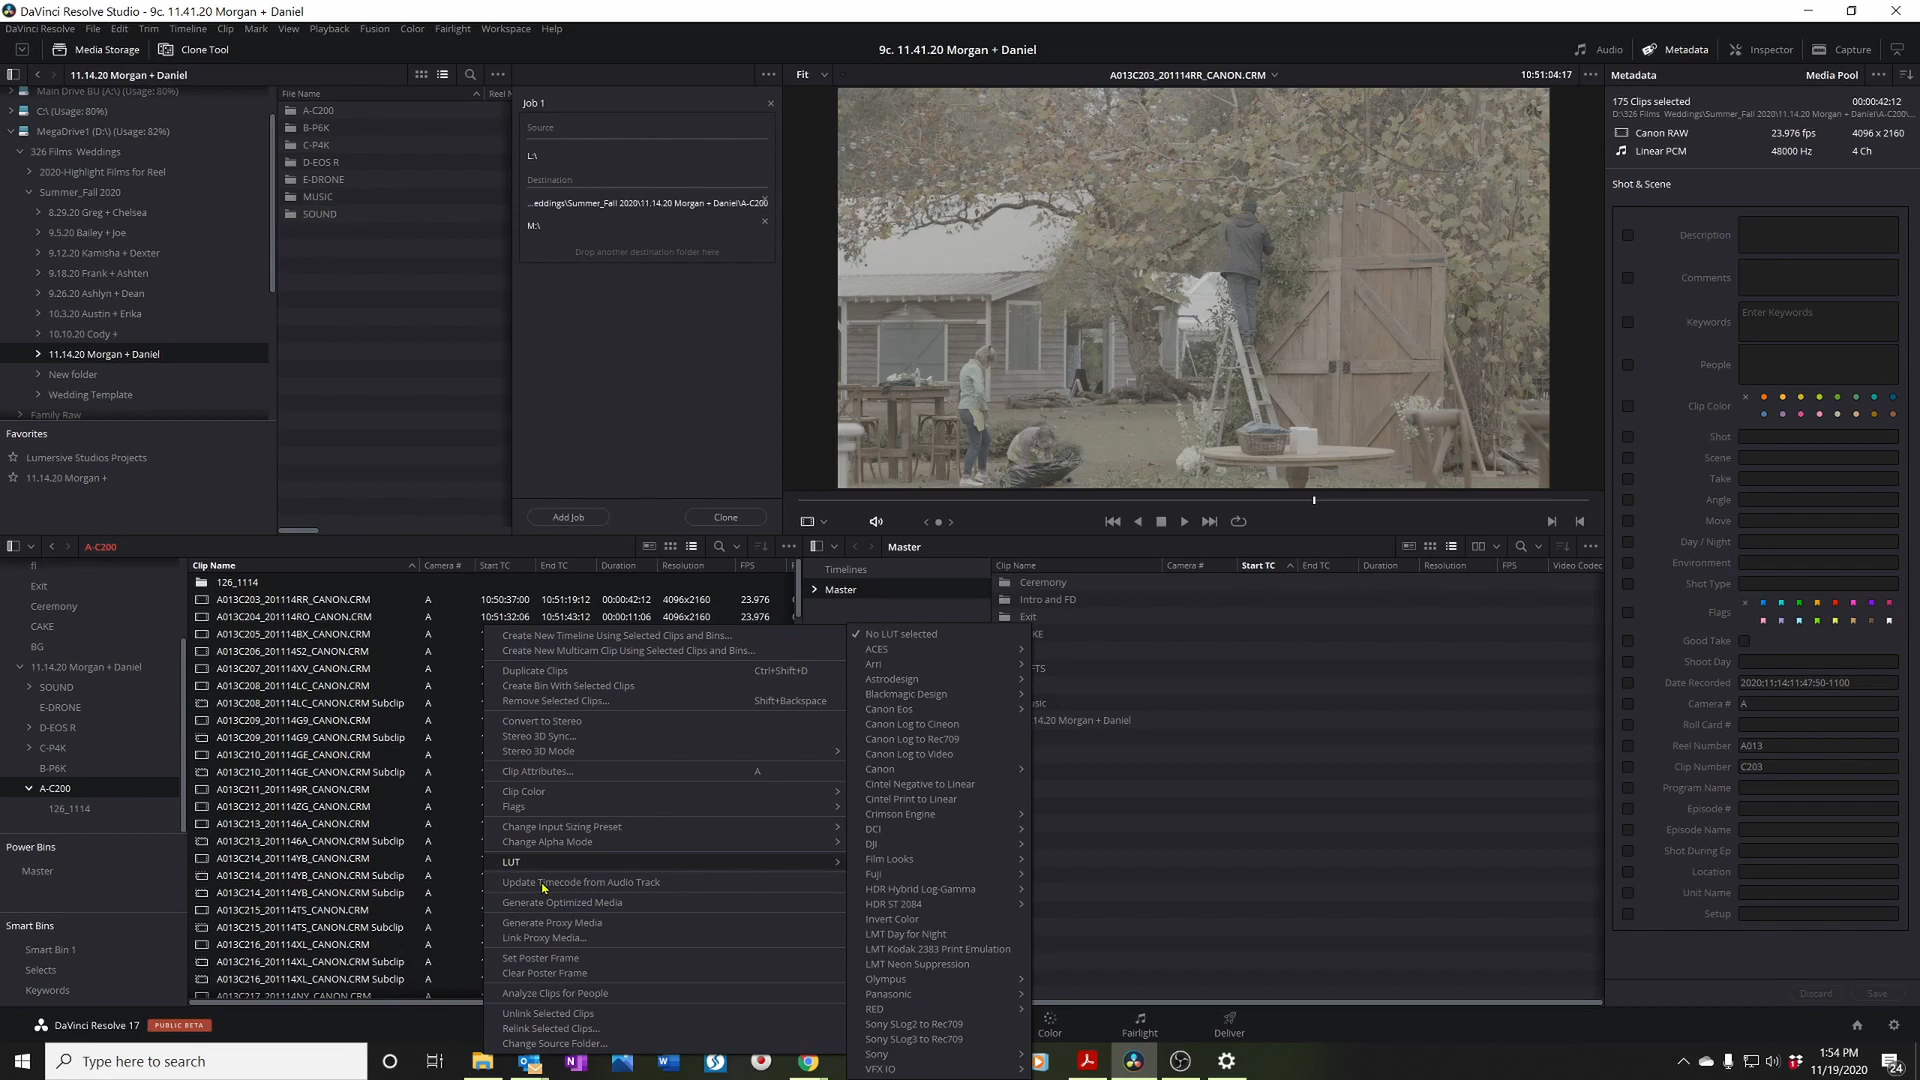 DaVinci Resolve Studio - 9c. 11.41.20 Morgan + Daniel
DaVinci Resolve File Edit Trim Timeline Clip Mark View Playback Fusion Color Fairlight Workspace Help
Media Storage Clone Tool
9c. 11.41.20 Morgan + Daniel
Audio Metadata Inspector Capture
11.14.20 Morgan + Daniel
Main Drive BU (A:\) (Usage: 80%)
C:\ (Usage: 80%)
MegaDrive1 (D:\) (Usage: 82%)
326 Films Weddings
2020-Highlight Films for Reel
Summer_Fall 2020
8.29.20 Greg + Chelsea
9.5.20 Bailey + Joe
9.12.20 Kamisha + Dexter
9.18.20 Frank + Ashten
9.26.20 Ashlyn + Dean
10.3.20 Austin + Erika
10.10.20 Cody +
11.14.20 Morgan + Daniel
New folder
Wedding Template
Family Raw
Favorites
Lumersive Studios Projects
11.14.20 Morgan +
File Name Reel N
A-C200
B-P6K
C-P4K
D-EOS R
E-DRONE
MUSIC
SOUND
Job 1
Source
L:\
Destination
...eddings\Summer_Fall 2020\11.14.20 Morgan + Daniel\A-C200
M:\
Drop another destination folder here
Add Job Clone
Fit A013C203_201114RR_CANON.CRM 10:51:04:17
Metadata Media Pool
175 Clips selected 00:00:42:12
D:\326 Films Weddings\Summer_Fall 2020\11.14.20 Morgan + Daniel\A-C200\...
Canon RAW 23.976 fps 4096 x 2160
Linear PCM 48000 Hz 4 Ch
Shot & Scene
Description
Comments
Keywords Enter Keywords
People
Clip Color
Shot
Scene
Take
Angle
Move
Day / Night
Environment
Shot Type
Flags
Good Take
Shoot Day
Date Recorded 2020:11:14:11:47:50-1100
Camera # A
Roll Card #
Reel Number A013
Clip Number C203
Program Name
Episode #
Episode Name
Shot During Ep
Location
Unit Name
Setup
Discard Save
A-C200
Exit
Ceremony
CAKE
BG
11.14.20 Morgan + Daniel
SOUND
E-DRONE
D-EOS R
C-P4K
B-P6K
A-C200
126_1114
Power Bins
Master
Smart Bins
Smart Bin 1
Selects
Keywords
Clip Name Camera # Start TC End TC Duration Resolution FPS
126_1114
A013C203_201114RR_CANON.CRM A 10:50:37:00 10:51:19:12 00:00:42:12 4096x2160 23.976
A013C204_201114RO_CANON.CRM A 10:51:32:06 10:51:43:12 00:00:11:06 4096x2160 23.976
A013C205_201114BX_CANON.CRM A
A013C206_201114S2_CANON.CRM A
A013C207_201114XV_CANON.CRM A
A013C208_201114LC_CANON.CRM A
A013C208_201114LC_CANON.CRM Subclip A
A013C209_201114G9_CANON.CRM A
A013C209_201114G9_CANON.CRM Subclip A
A013C210_201114GE_CANON.CRM A
A013C210_201114GE_CANON.CRM Subclip A
A013C211_2011149R_CANON.CRM A
A013C212_201114ZG_CANON.CRM A
A013C213_2011146A_CANON.CRM A
A013C213_2011146A_CANON.CRM Subclip A
A013C214_201114YB_CANON.CRM A
A013C214_201114YB_CANON.CRM Subclip A
A013C214_201114YB_CANON.CRM Subclip A
A013C215_201114TS_CANON.CRM A
A013C215_201114TS_CANON.CRM Subclip A
A013C216_201114XL_CANON.CRM A
A013C216_201114XL_CANON.CRM Subclip A
A013C216_201114XL_CANON.CRM Subclip A
A013C217_201114NY_CANON.CRM A
Create New Timeline Using Selected Clips and Bins...
Create New Multicam Clip Using Selected Clips and Bins...
Duplicate Clips Ctrl+Shift+D
Create Bin With Selected Clips
Remove Selected Clips... Shift+Backspace
Convert to Stereo
Stereo 3D Sync...
Stereo 3D Mode
Clip Attributes... A
Clip Color
Flags
Change Input Sizing Preset
Change Alpha Mode
LUT
Update Timecode from Audio Track
Generate Optimized Media
Generate Proxy Media
Link Proxy Media...
Set Poster Frame
Clear Poster Frame
Analyze Clips for People
Unlink Selected Clips
Relink Selected Clips...
Change Source Folder...
No LUT selected
ACES
Arri
Astrodesign
Blackmagic Design
Canon Eos
Canon Log to Cineon
Canon Log to Rec709
Canon Log to Video
Canon
Cintel Negative to Linear
Cintel Print to Linear
Crimson Engine
DCI
DJI
Film Looks
Fuji
HDR Hybrid Log-Gamma
HDR ST 2084
Invert Color
LMT Day for Night
LMT Kodak 2383 Print Emulation
LMT Neon Suppression
Olympus
Panasonic
RED
Sony SLog2 to Rec709
Sony SLog3 to Rec709
Sony
VFX IO
Master
Timelines
Master
Clip Name Camera # Start TC End TC Duration Resolution FPS Video Codec
Ceremony
Intro and FD
Exit
DaVinci Resolve 17 PUBLIC BETA
Color Fairlight Deliver
Type here to search
1:54 PM
11/19/2020
24